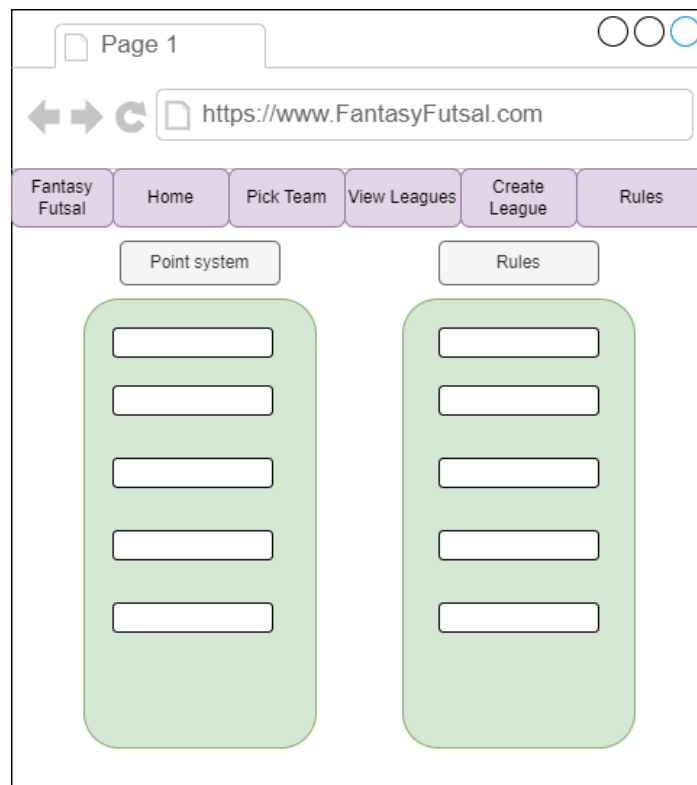 Page 1
https://www.FantasyFutsal.com
Fantasy
Futsal
Home
Pick Team
View Leagues
Create
League
Rules
Point system
Rules